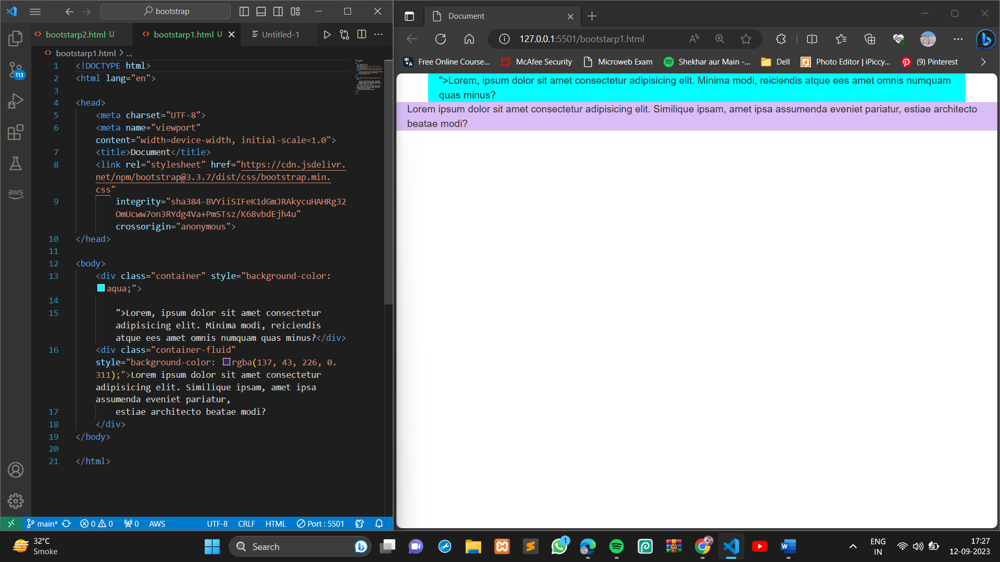 bootstrap
bootstarp2.html U
bootstarp1.html U
Untitled-1
bootstarp1.html > ...
1 <!DOCTYPE html>
2 <html lang="en">
3
4 <head>
5 <meta charset="UTF-8">
6 <meta name="viewport"
content="width=device-width, initial-scale=1.0">
7 <title>Document</title>
8 <link rel="stylesheet" href="https://cdn.jsdelivr.
net/npm/bootstrap@3.3.7/dist/css/bootstrap.min.
css"
9 integrity="sha384-BVYiiSIFeK1dGmJRAkycuHAHRg32
OmUcww7on3RYdg4Va+PmSTsz/K68vbdEjh4u"
crossorigin="anonymous">
10 </head>
11
12 <body>
13 <div class="container" style="background-color:
aqua;">
14
15 ">Lorem, ipsum dolor sit amet consectetur
adipisicing elit. Minima modi, reiciendis
atque ees amet omnis numquam quas minus?</div>
16 <div class="container-fluid"
style="background-color: rgba(137, 43, 226, 0.
311);">Lorem ipsum dolor sit amet consectetur
adipisicing elit. Similique ipsam, amet ipsa
assumenda eveniet pariatur,
17 estiae architecto beatae modi?
18 </div>
19 </body>
20
21 </html>
113
aws
main* 0 0 0 AWS UTF-8 CRLF HTML Port : 5501
Document
127.0.0.1:5501/bootstarp1.html
Free Online Course... McAfee Security Microweb Exam Shekhar aur Main -... Dell Photo Editor | iPiccy... (9) Pinterest
">Lorem, ipsum dolor sit amet consectetur adipisicing elit. Minima modi, reiciendis atque ees amet omnis numquam
quas minus?
Lorem ipsum dolor sit amet consectetur adipisicing elit. Similique ipsam, amet ipsa assumenda eveniet pariatur, estiae architecto
beatae modi?
32°C
Smoke
Search
1
ENG
IN
17:27
12-09-2023